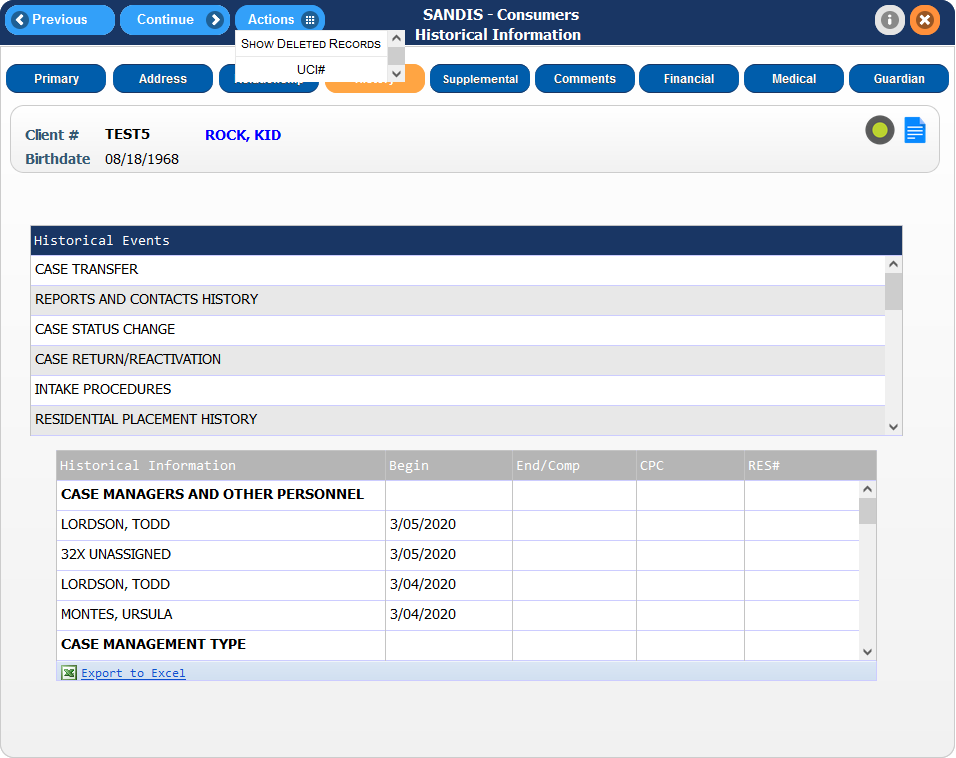 Previous
Continue
Actions
SANDIS - Consumers
Historical Information
SHOW DELETED RECORDS
UCI#
Primary
Address
Supplemental
Comments
Financial
Medical
Guardian
Client # TEST5 ROCK, KID
Birthdate 08/18/1968
Historical Events
CASE TRANSFER
REPORTS AND CONTACTS HISTORY
CASE STATUS CHANGE
CASE RETURN/REACTIVATION
INTAKE PROCEDURES
RESIDENTIAL PLACEMENT HISTORY
Historical Information Begin End/Comp CPC RES#
CASE MANAGERS AND OTHER PERSONNEL
LORDSON, TODD 3/05/2020
32X UNASSIGNED 3/05/2020
LORDSON, TODD 3/04/2020
MONTES, URSULA 3/04/2020
CASE MANAGEMENT TYPE
Export to Excel